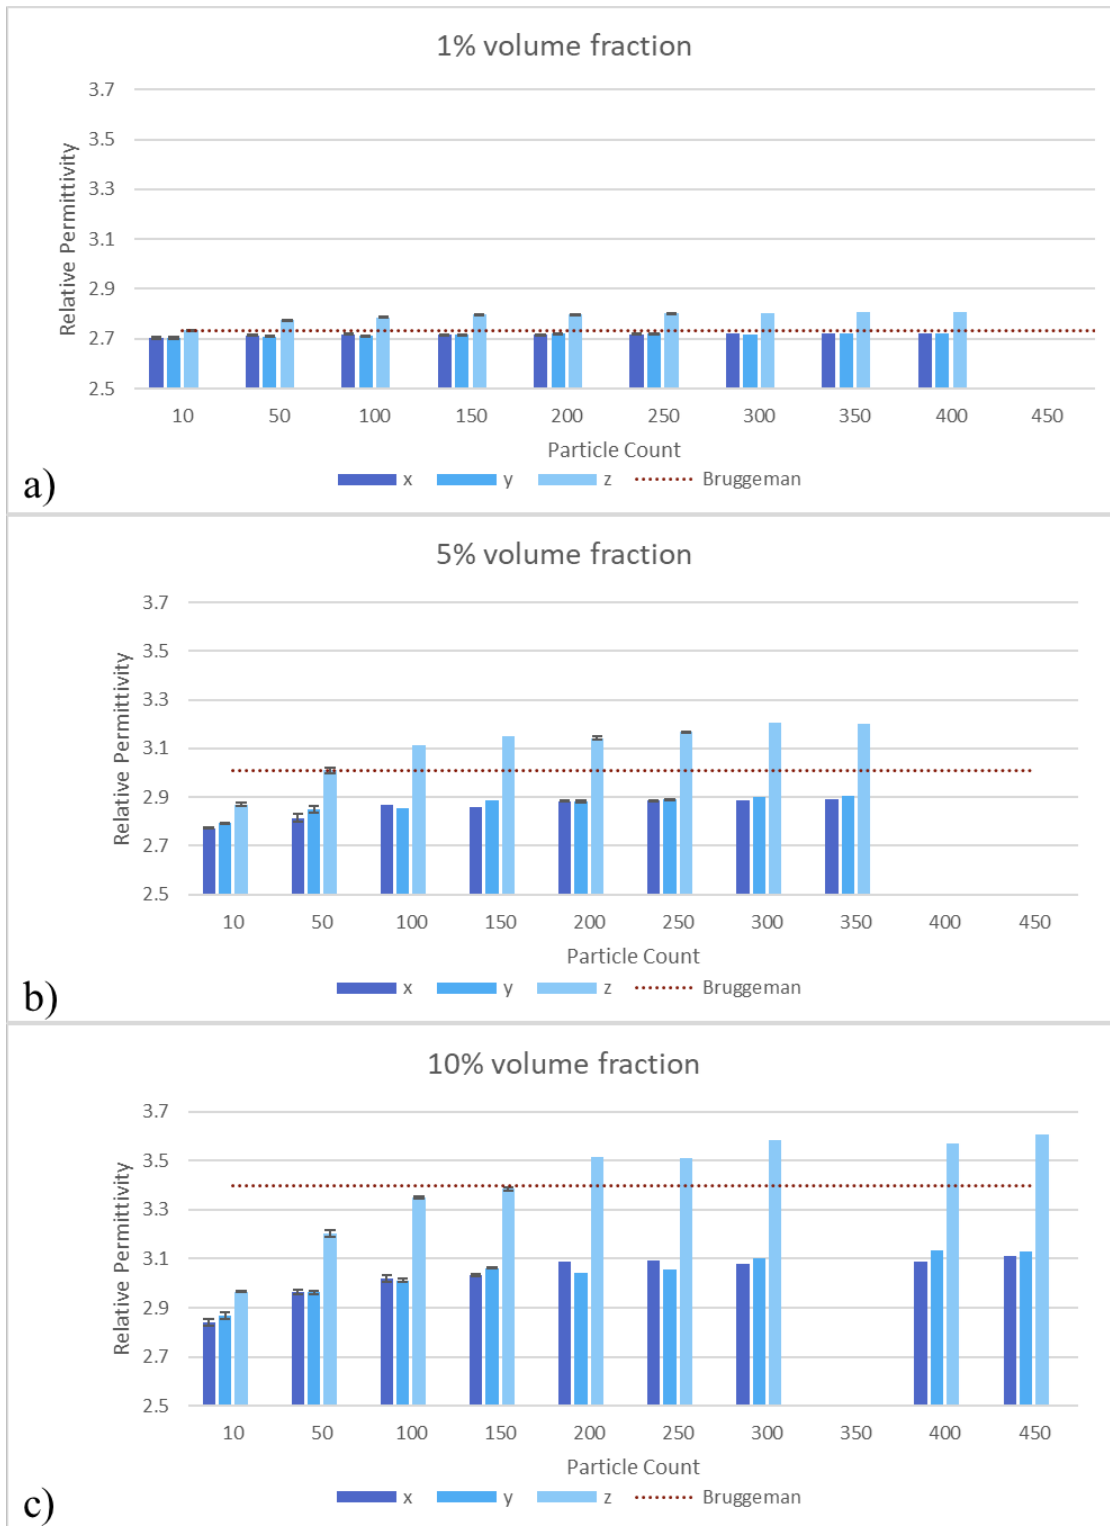 1% volume fraction
3.7
3.5
3.3
3.1
2.9
2.7
2.5
Relative Permittivity
10 50 100 150 200 250 300 350 400 450
Particle Count
x y z Bruggeman
a)
5% volume fraction
3.7
3.5
3.3
3.1
2.9
2.7
2.5
Relative Permittivity
10 50 100 150 200 250 300 350 400 450
Particle Count
x y z Bruggeman
b)
10% volume fraction
3.7
3.5
3.3
3.1
2.9
2.7
2.5
Relative Permittivity
10 50 100 150 200 250 300 350 400 450
Particle Count
x y z Bruggeman
c)